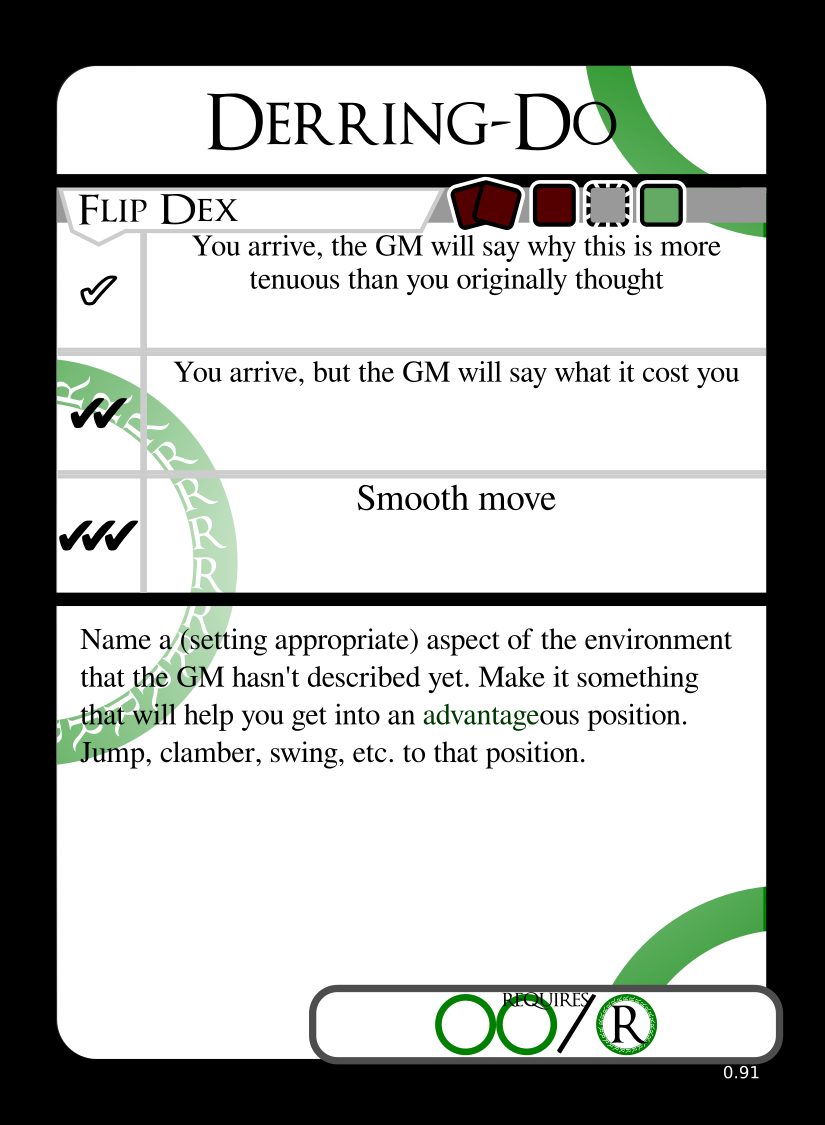 Derring-Do
Flip Dex
You arrive, the GM will say why this is more
tenuous than you originally thought
✓
You arrive, but the GM will say what it cost you
✓✓
Smooth move
✓✓✓
R R R R R R R
Name a (setting appropriate) aspect of the environment
that the GM hasn't described yet. Make it something
that will help you get into an advantageous position.
Jump, clamber, swing, etc. to that position.
REQUIRES
/ R
0.91